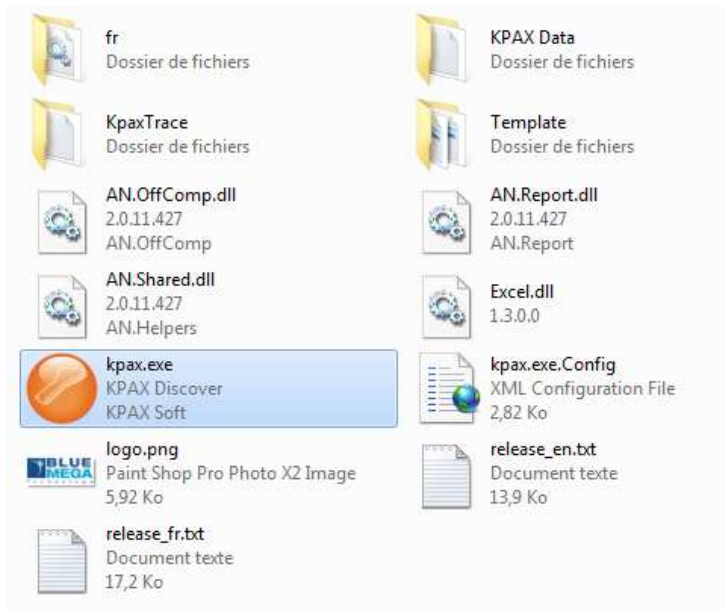 fr
Dossier de fichiers
KPAX Data
Dossier de fichiers
KpaxTrace
Dossier de fichiers
Template
Dossier de fichiers
AN.OffComp.dll
2.0.11.427
AN.OffComp
AN.Report.dll
2.0.11.427
AN.Report
AN.Shared.dll
2.0.11.427
AN.Helpers
Excel.dll
1.3.0.0
kpax.exe
KPAX Discover
KPAX Soft
kpax.exe.Config
XML Configuration File
2,82 Ko
BLUE
MEGA
logo.png
Paint Shop Pro Photo X2 Image
5,92 Ko
release_en.txt
Document texte
13,9 Ko
release_fr.txt
Document texte
17,2 Ko